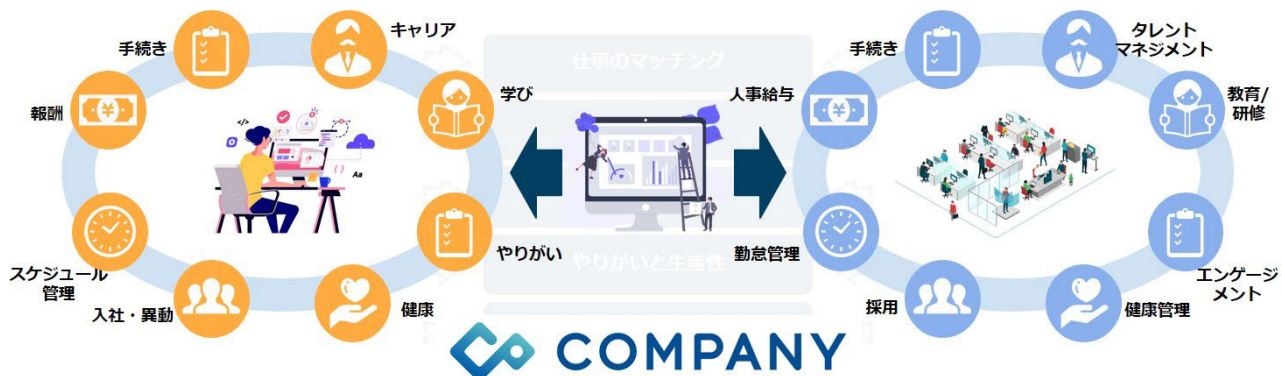 キャリア
手続き
報酬
学び
スケジュール
管理
入社・異動
健康
やりがい
仕事のマッチング
</>
Aa
やりがいと生産性
COMPANY
手続き
タレント
マネジメント
人事給与
教育/
研修
勤怠管理
採用
健康管理
エンゲージ
メント